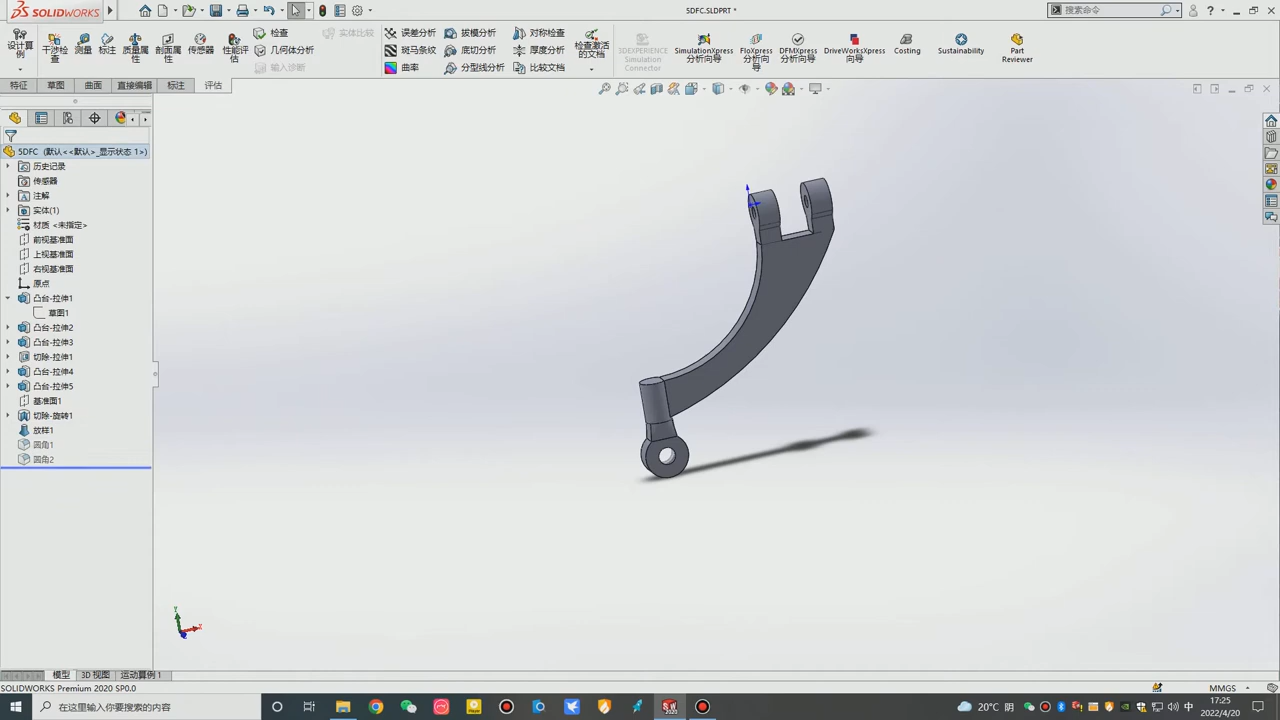 SOLIDWORKS
5DFC.SLDPRT *
搜索命令
设计算例
干涉检查
测量
标注
质量属性
剖面属性
传感器
性能评估
检查
几何体分析
输入诊断
实体比较
误差分析
斑马条纹
曲率
拔模分析
底切分析
分型线分析
对称检查
厚度分析
比较文档
检查激活的文档
3DEXPERIENCE Simulation Connector
SimulationXpress 分析向导
FloXpress 分析向导
DFMXpress 分析向导
DriveWorksXpress 向导
Costing
Sustainability
Part Reviewer
特征
草图
曲面
直接编辑
标注
评估
5DFC (默认<<默认>_显示状态 1>)
历史记录
传感器
注解
实体(1)
材质 <未指定>
前视基准面
上视基准面
右视基准面
原点
凸台-拉伸1
草图1
凸台-拉伸2
凸台-拉伸3
切除-拉伸1
凸台-拉伸4
凸台-拉伸5
基准面1
切除-旋转1
放样1
圆角1
圆角2
Y
X
Z
模型
3D 视图
运动算例 1
SOLIDWORKS Premium 2020 SP0.0
MMGS
在这里输入你要搜索的内容
20°C 阴
中
17:25
2022/4/20